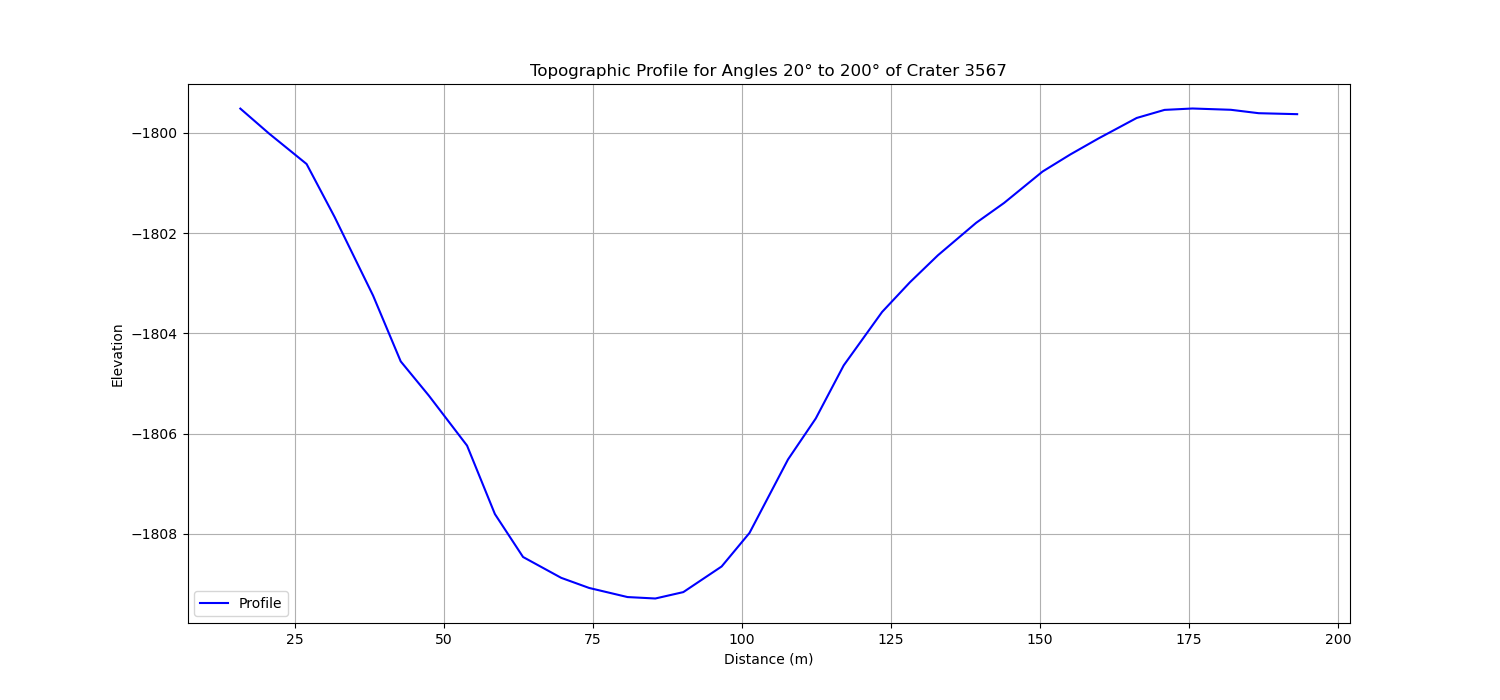 Topographic Profile for Angles 20° to 200° of Crater 3567
−1800
−1802
−1804
−1806
−1808
Elevation
Profile
25 50 75 100 125 150 175 200
Distance (m)